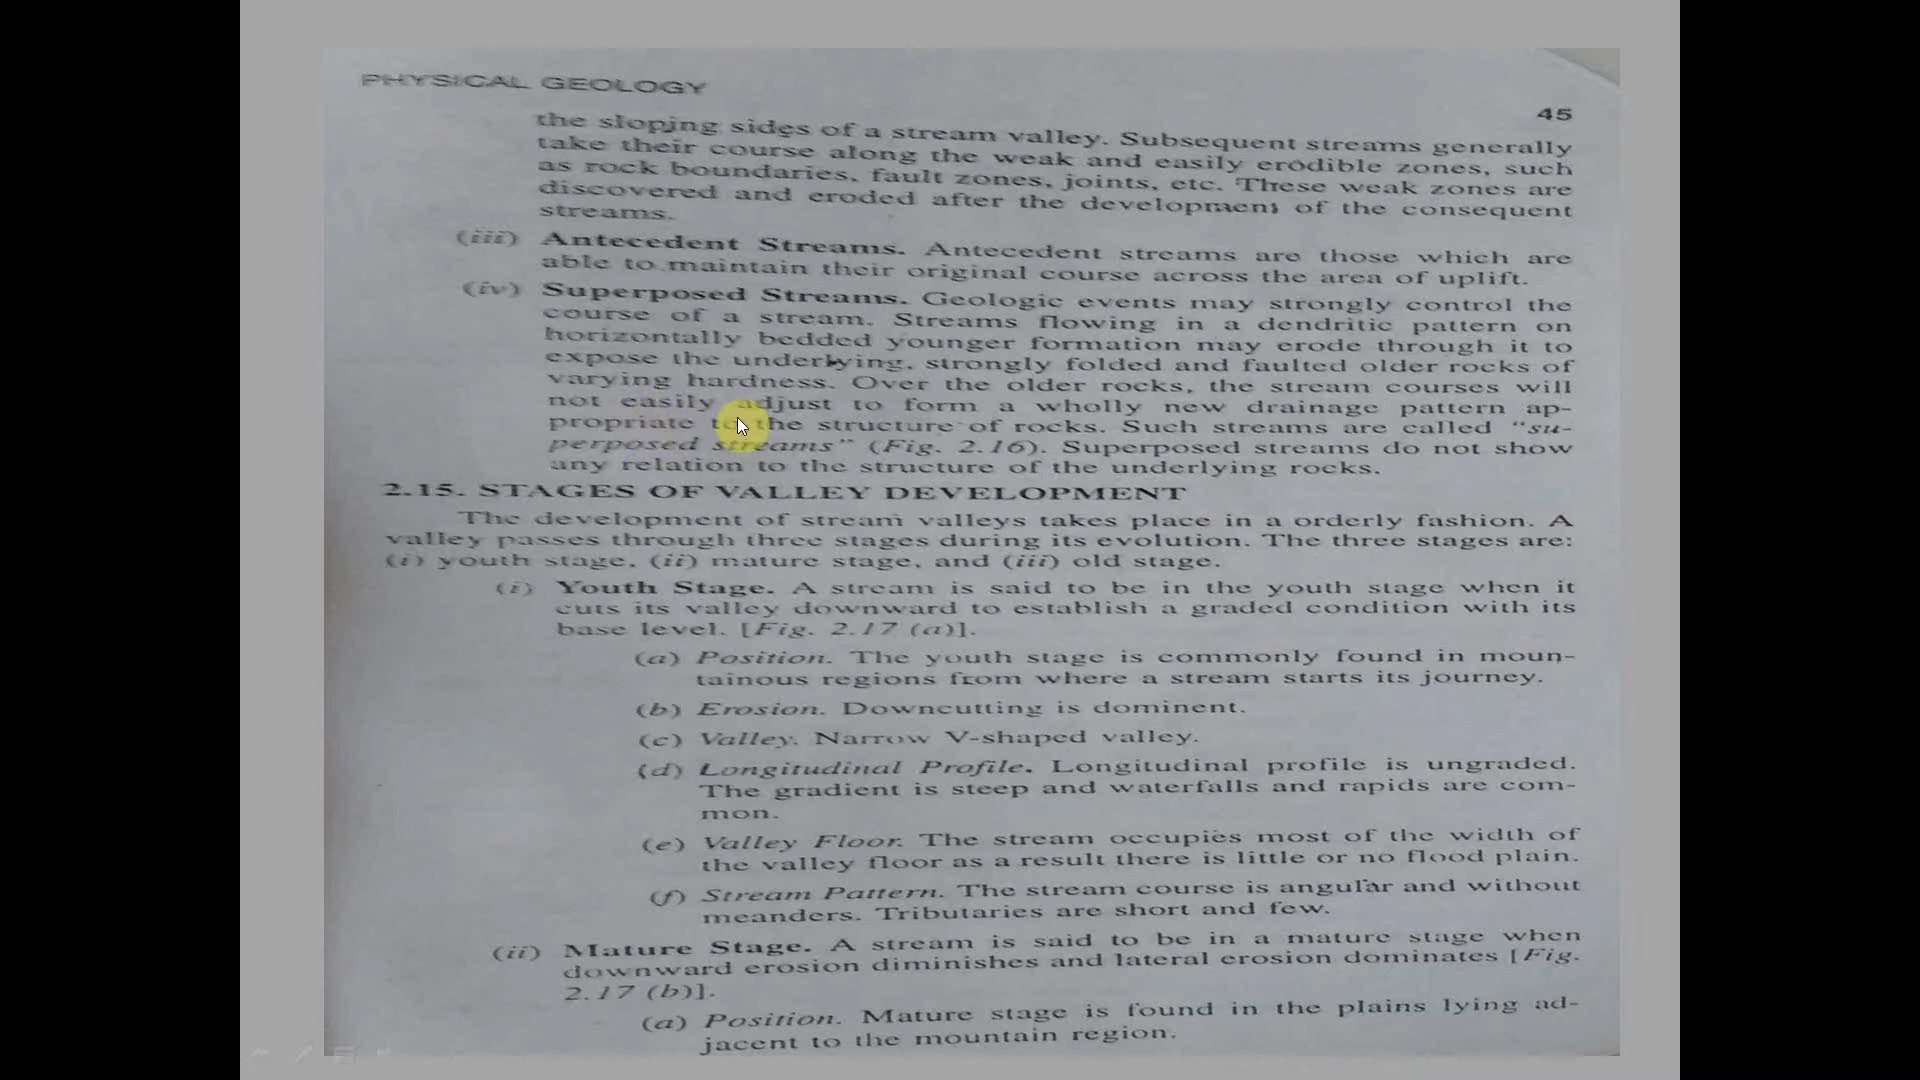 PHYSICAL GEOLOGY
45
the sloping sides of a stream valley. Subsequent streams generally
take their course along the weak and easily erodible zones, such
as rock boundaries, fault zones, joints, etc. These weak zones are
discovered and eroded after the development of the consequent
streams.
(iii) Antecedent Streams. Antecedent streams are those which are
able to maintain their original course across the area of uplift.
(iv) Superposed Streams. Geologic events may strongly control the
course of a stream. Streams flowing in a dendritic pattern on
horizontally bedded younger formation may erode through it to
expose the underlying, strongly folded and faulted older rocks of
varying hardness. Over the older rocks, the stream courses will
not easily adjust to form a wholly new drainage pattern ap-
propriate to the structure of rocks. Such streams are called "su-
perposed streams" (Fig. 2.16). Superposed streams do not show
any relation to the structure of the underlying rocks.
2.15. STAGES OF VALLEY DEVELOPMENT
The development of stream valleys takes place in a orderly fashion. A
valley passes through three stages during its evolution. The three stages are:
(i) youth stage, (ii) mature stage, and (iii) old stage.
(i) Youth Stage. A stream is said to be in the youth stage when it
cuts its valley downward to establish a graded condition with its
base level. [Fig. 2.17 (a)].
(a) Position. The youth stage is commonly found in moun-
tainous regions from where a stream starts its journey.
(b) Erosion. Downcutting is dominent.
(c) Valley. Narrow V-shaped valley.
(d) Longitudinal Profile. Longitudinal profile is ungraded.
The gradient is steep and waterfalls and rapids are com-
mon.
(e) Valley Floor. The stream occupies most of the width of
the valley floor as a result there is little or no flood plain.
(f) Stream Pattern. The stream course is angular and without
meanders. Tributaries are short and few.
(ii) Mature Stage. A stream is said to be in a mature stage when
downward erosion diminishes and lateral erosion dominates [Fig.
2.17 (b)].
(a) Position. Mature stage is found in the plains lying ad-
jacent to the mountain region.